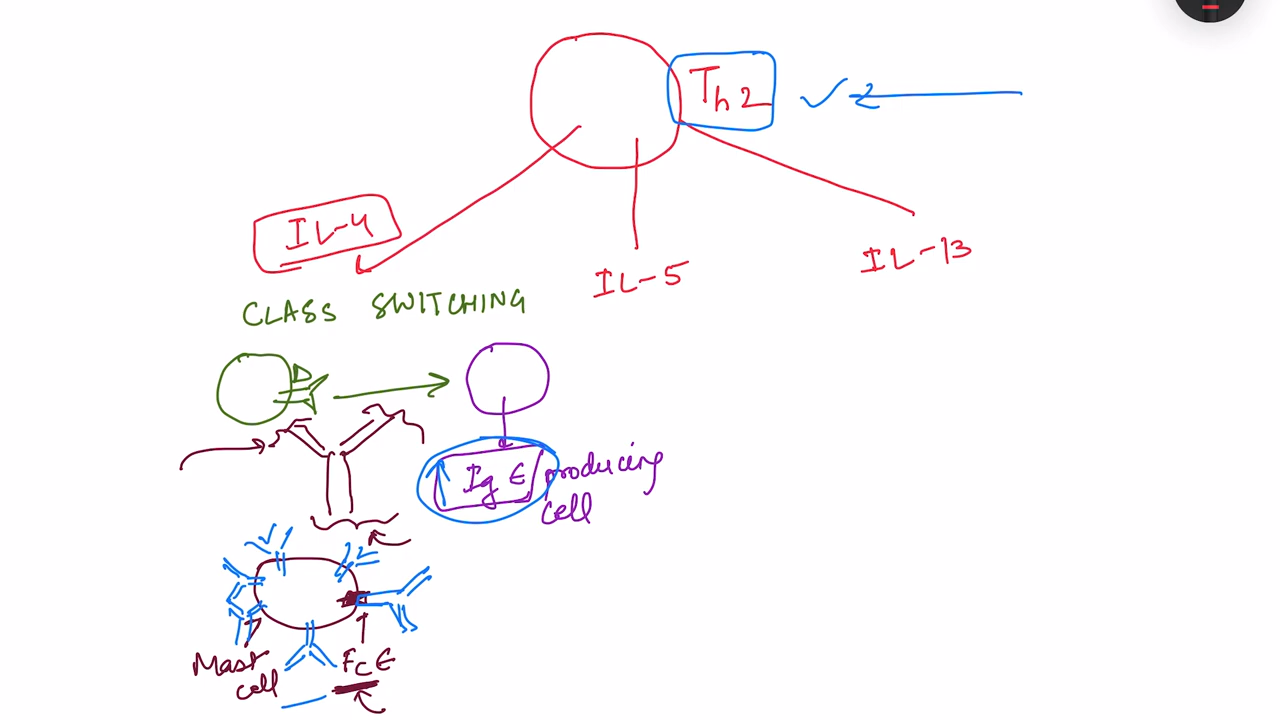 Th2
IL-4
IL-5
IL-13
CLASS SWITCHING
↑ IgE producing
cell
Mast
cell
FcE